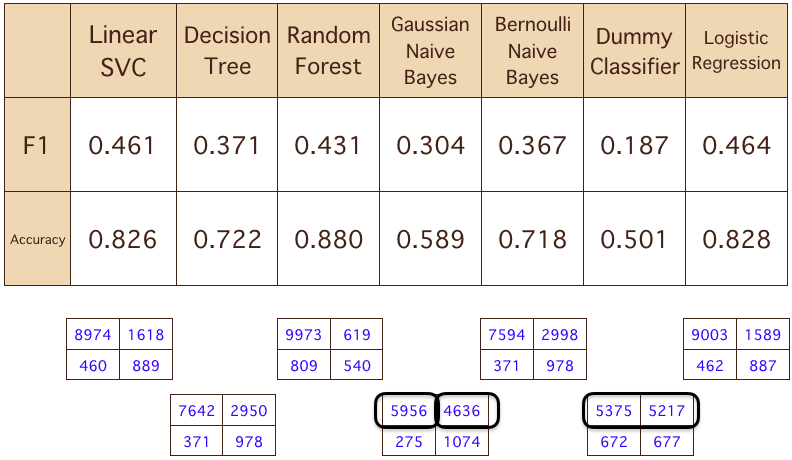 Linear SVC Decision Tree Random Forest Gaussian Naive Bayes Bernoulli Naive Bayes Dummy Classifier Logistic Regression
F1 0.461 0.371 0.431 0.304 0.367 0.187 0.464
Accuracy 0.826 0.722 0.880 0.589 0.718 0.501 0.828
8974 1618 9973 619 7594 2998 9003 1589
460 889 809 540 371 978 462 887
7642 2950 5956 4636 5375 5217
371 978 275 1074 672 677